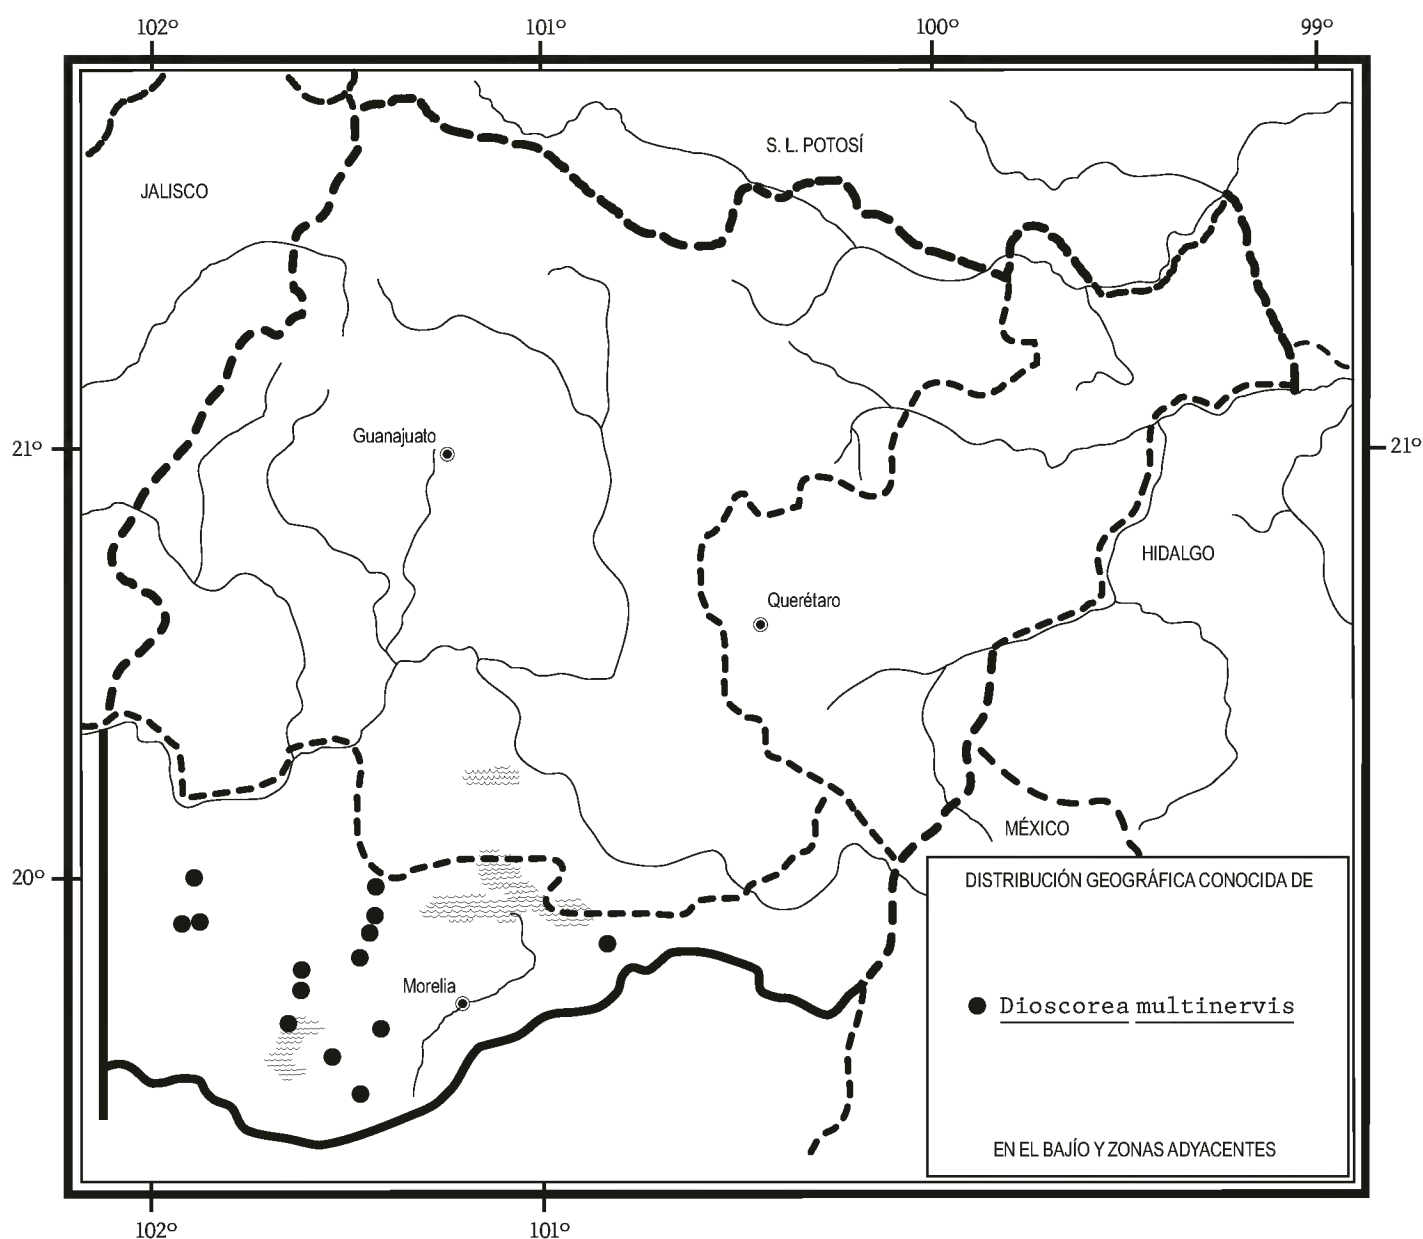 102º 101º 100º 99º
S. L. POTOSÍ
JALISCO
Guanajuato
21º 21º
HIDALGO
Querétaro
MÉXICO
20º
DISTRIBUCIÓN GEOGRÁFICA CONOCIDA DE
Morelia
Dioscorea multinervis
EN EL BAJÍO Y ZONAS ADYACENTES
102º 101º